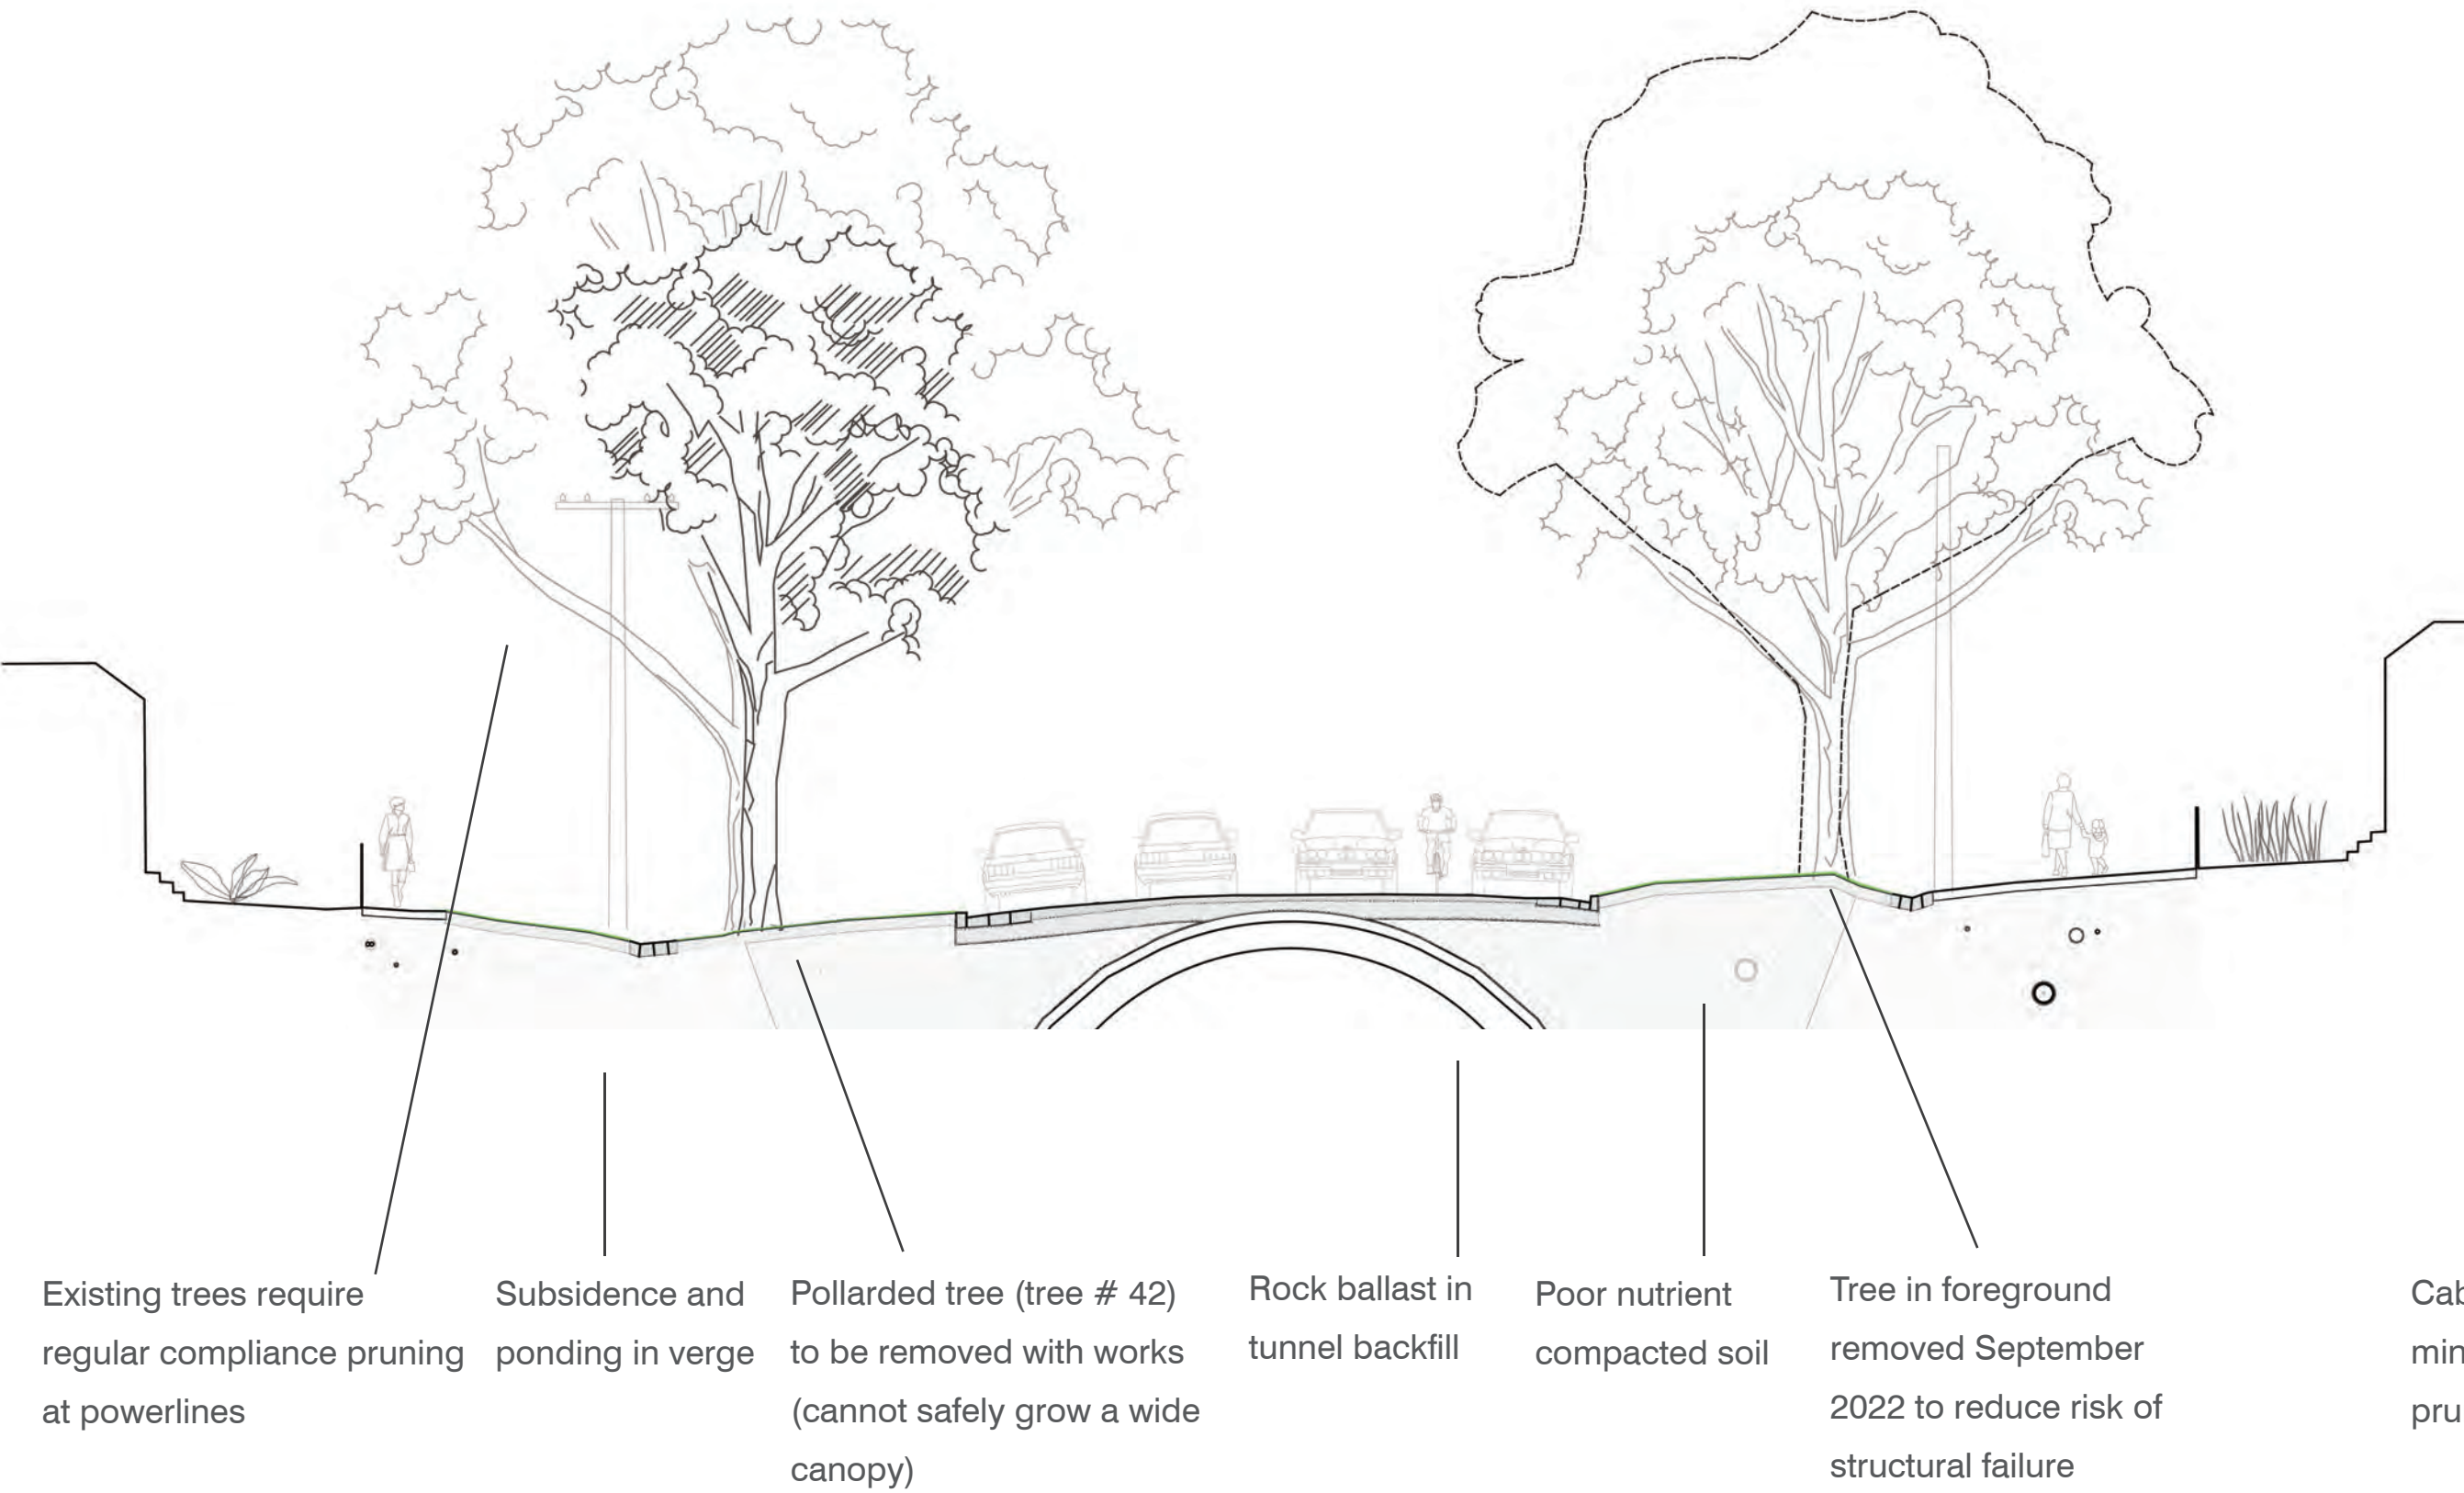 Existing trees require
regular compliance pruning
at powerlines
Subsidence and
ponding in verge
Pollarded tree (tree # 42)
to be removed with works
(cannot safely grow a wide
canopy)
Rock ballast in
tunnel backfill
Poor nutrient
compacted soil
Tree in foreground
removed September
2022 to reduce risk of
structural failure